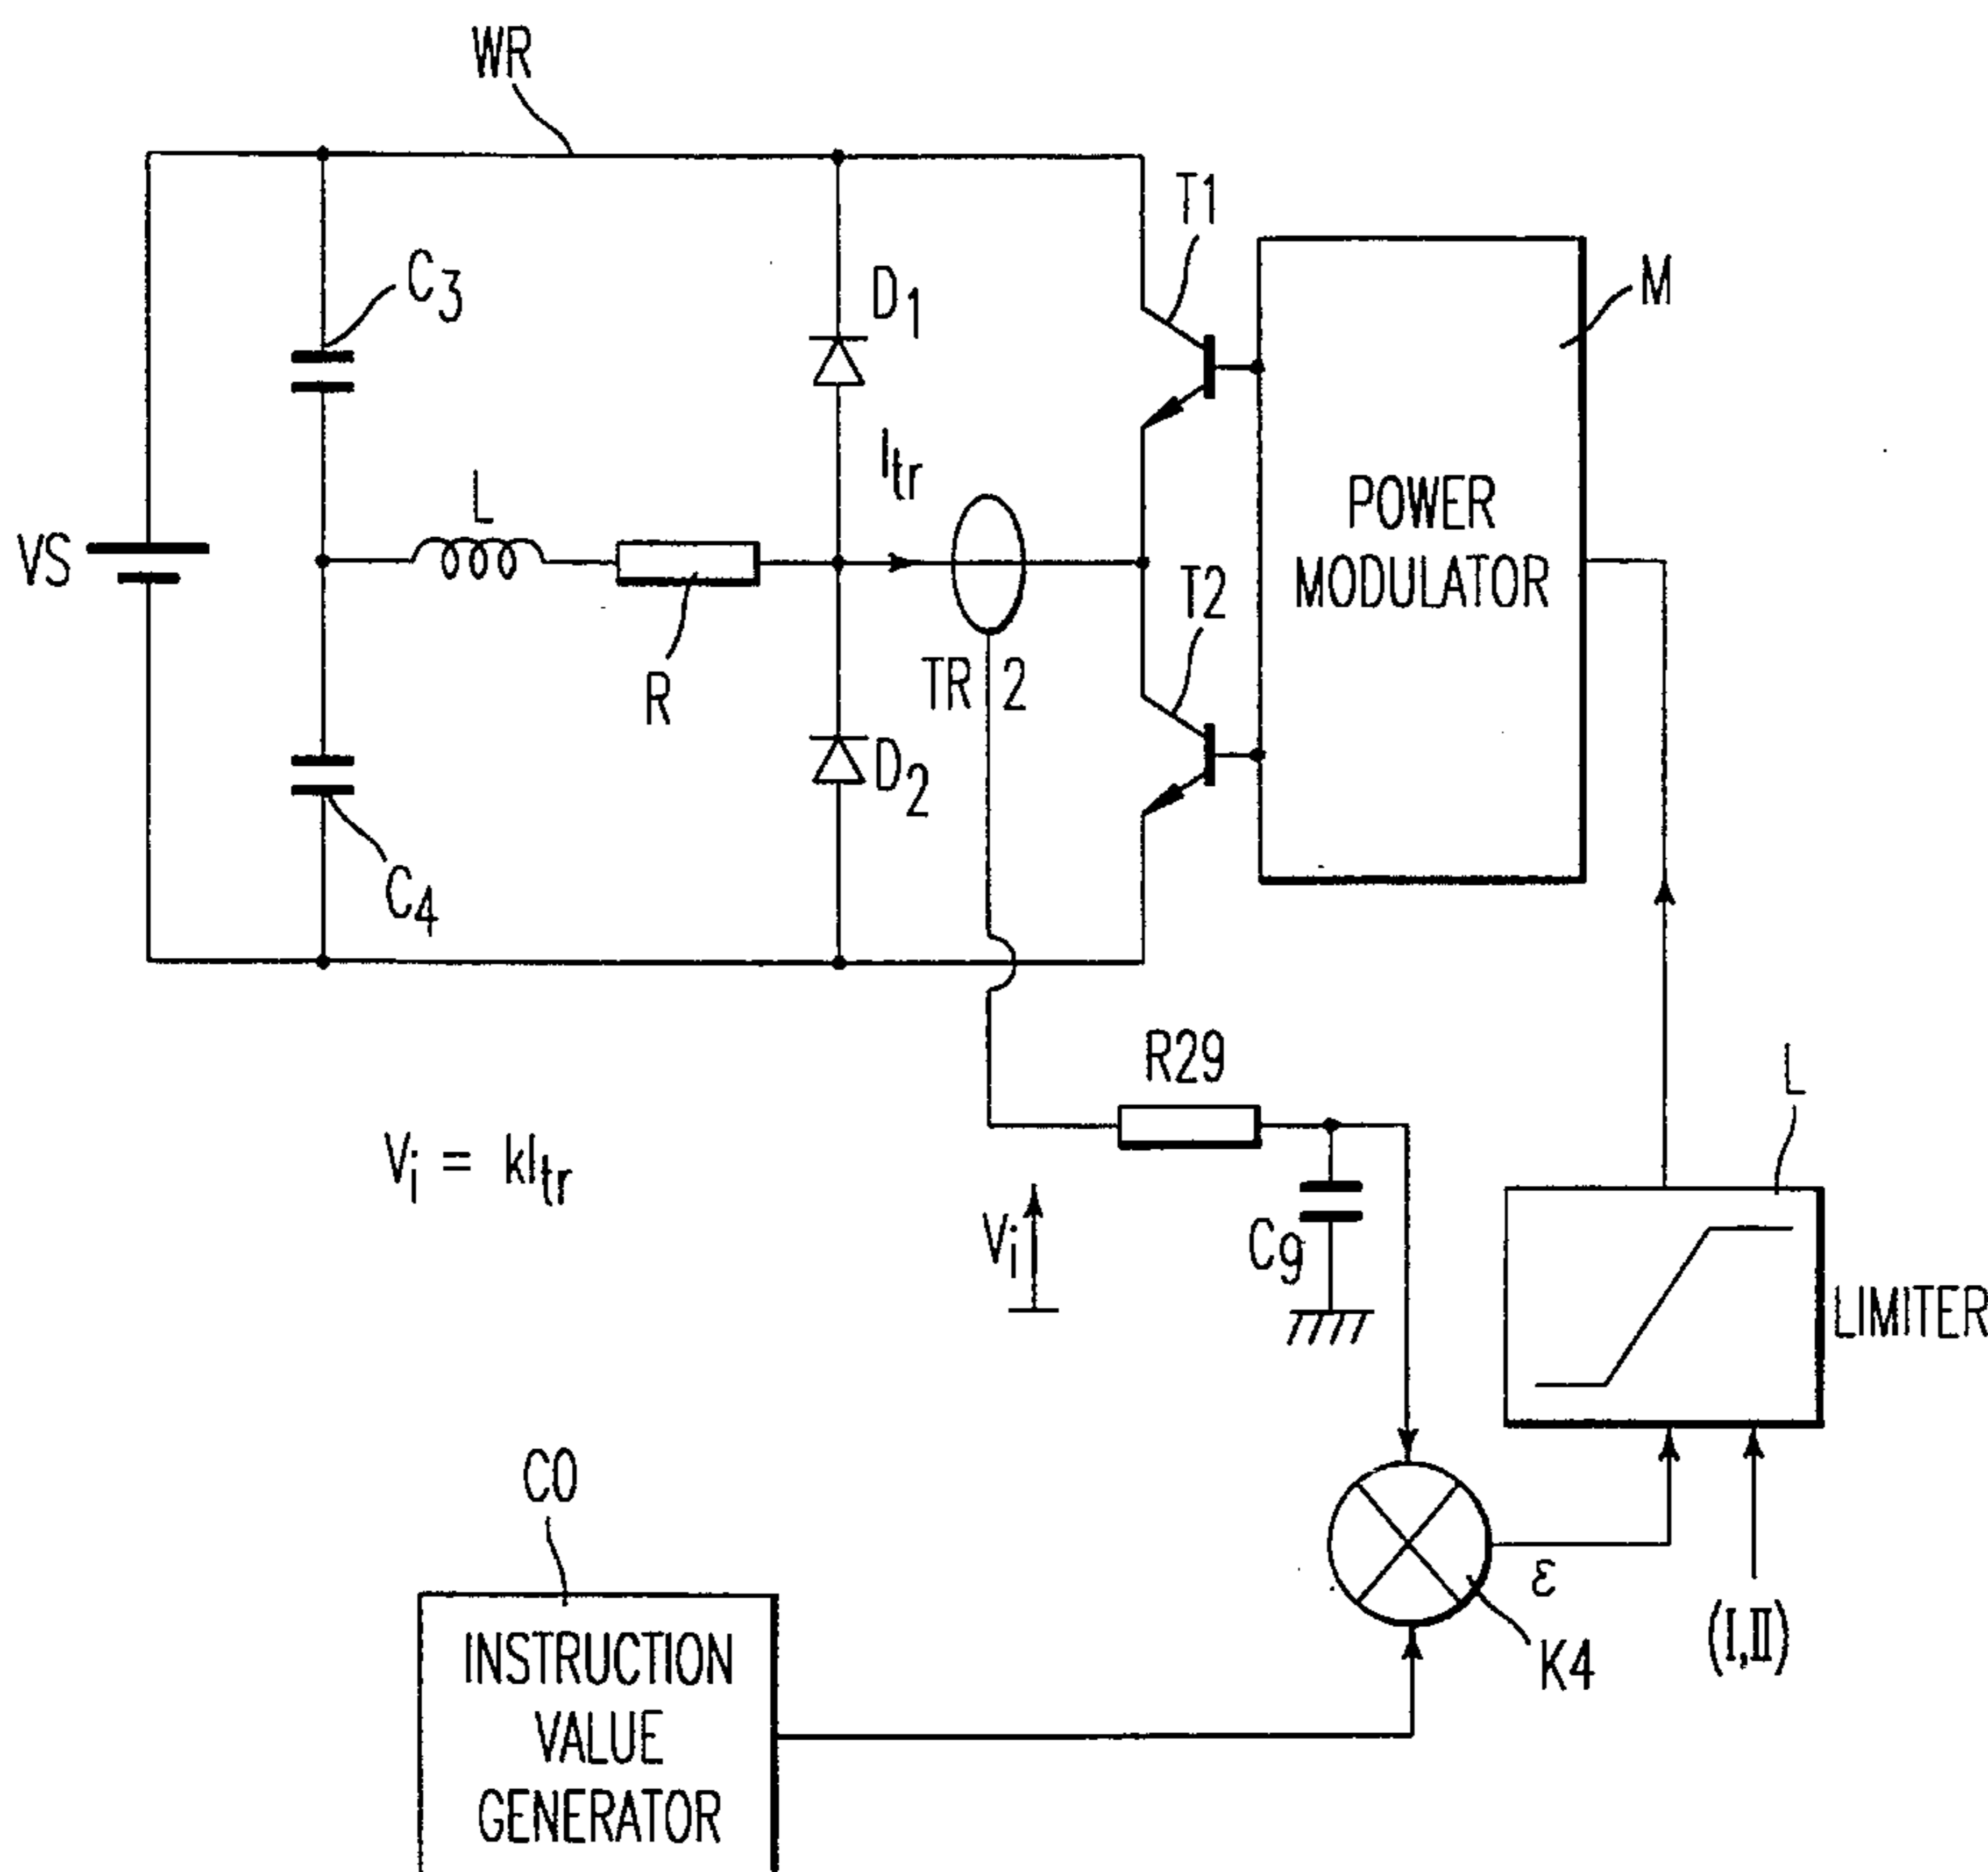 WR
T1
C3
D1
M
Itr
L
POWER
MODULATOR
VS
T2
R
TR 2
D2
C4
R29
L
Vi = kItr
Vi
C9
LIMITER
CO
ε
(I,II)
K4
INSTRUCTION
VALUE
GENERATOR